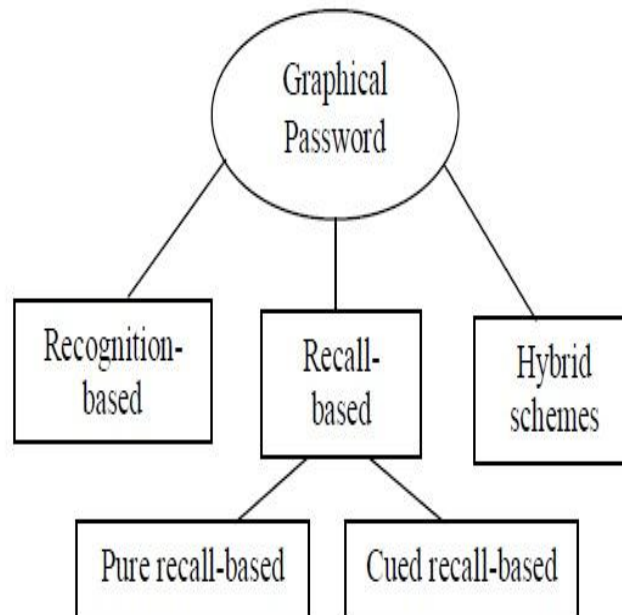 Graphical
Password
Recognition-
based
Recall-
based
Hybrid
schemes
Pure recall-based
Cued recall-based